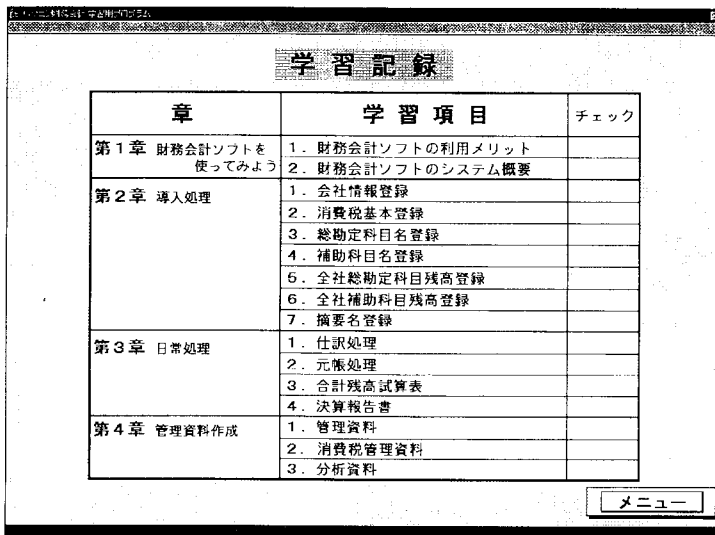 学習記録
章 学習項目 チェック
第1章 財務会計ソフトを使ってみよう
1. 財務会計ソフトの利用メリット
2. 財務会計ソフトのシステム概要
第2章 導入処理
1. 会社情報登録
2. 消費税基本登録
3. 総勘定科目名登録
4. 補助科目名登録
5. 全社総勘定科目残高登録
6. 全社補助科目残高登録
7. 摘要名登録
第3章 日常処理
1. 仕訳処理
2. 元帳処理
3. 合計残高試算表
4. 決算報告書
第4章 管理資料作成
1. 管理資料
2. 消費税管理資料
3. 分析資料
メニュー